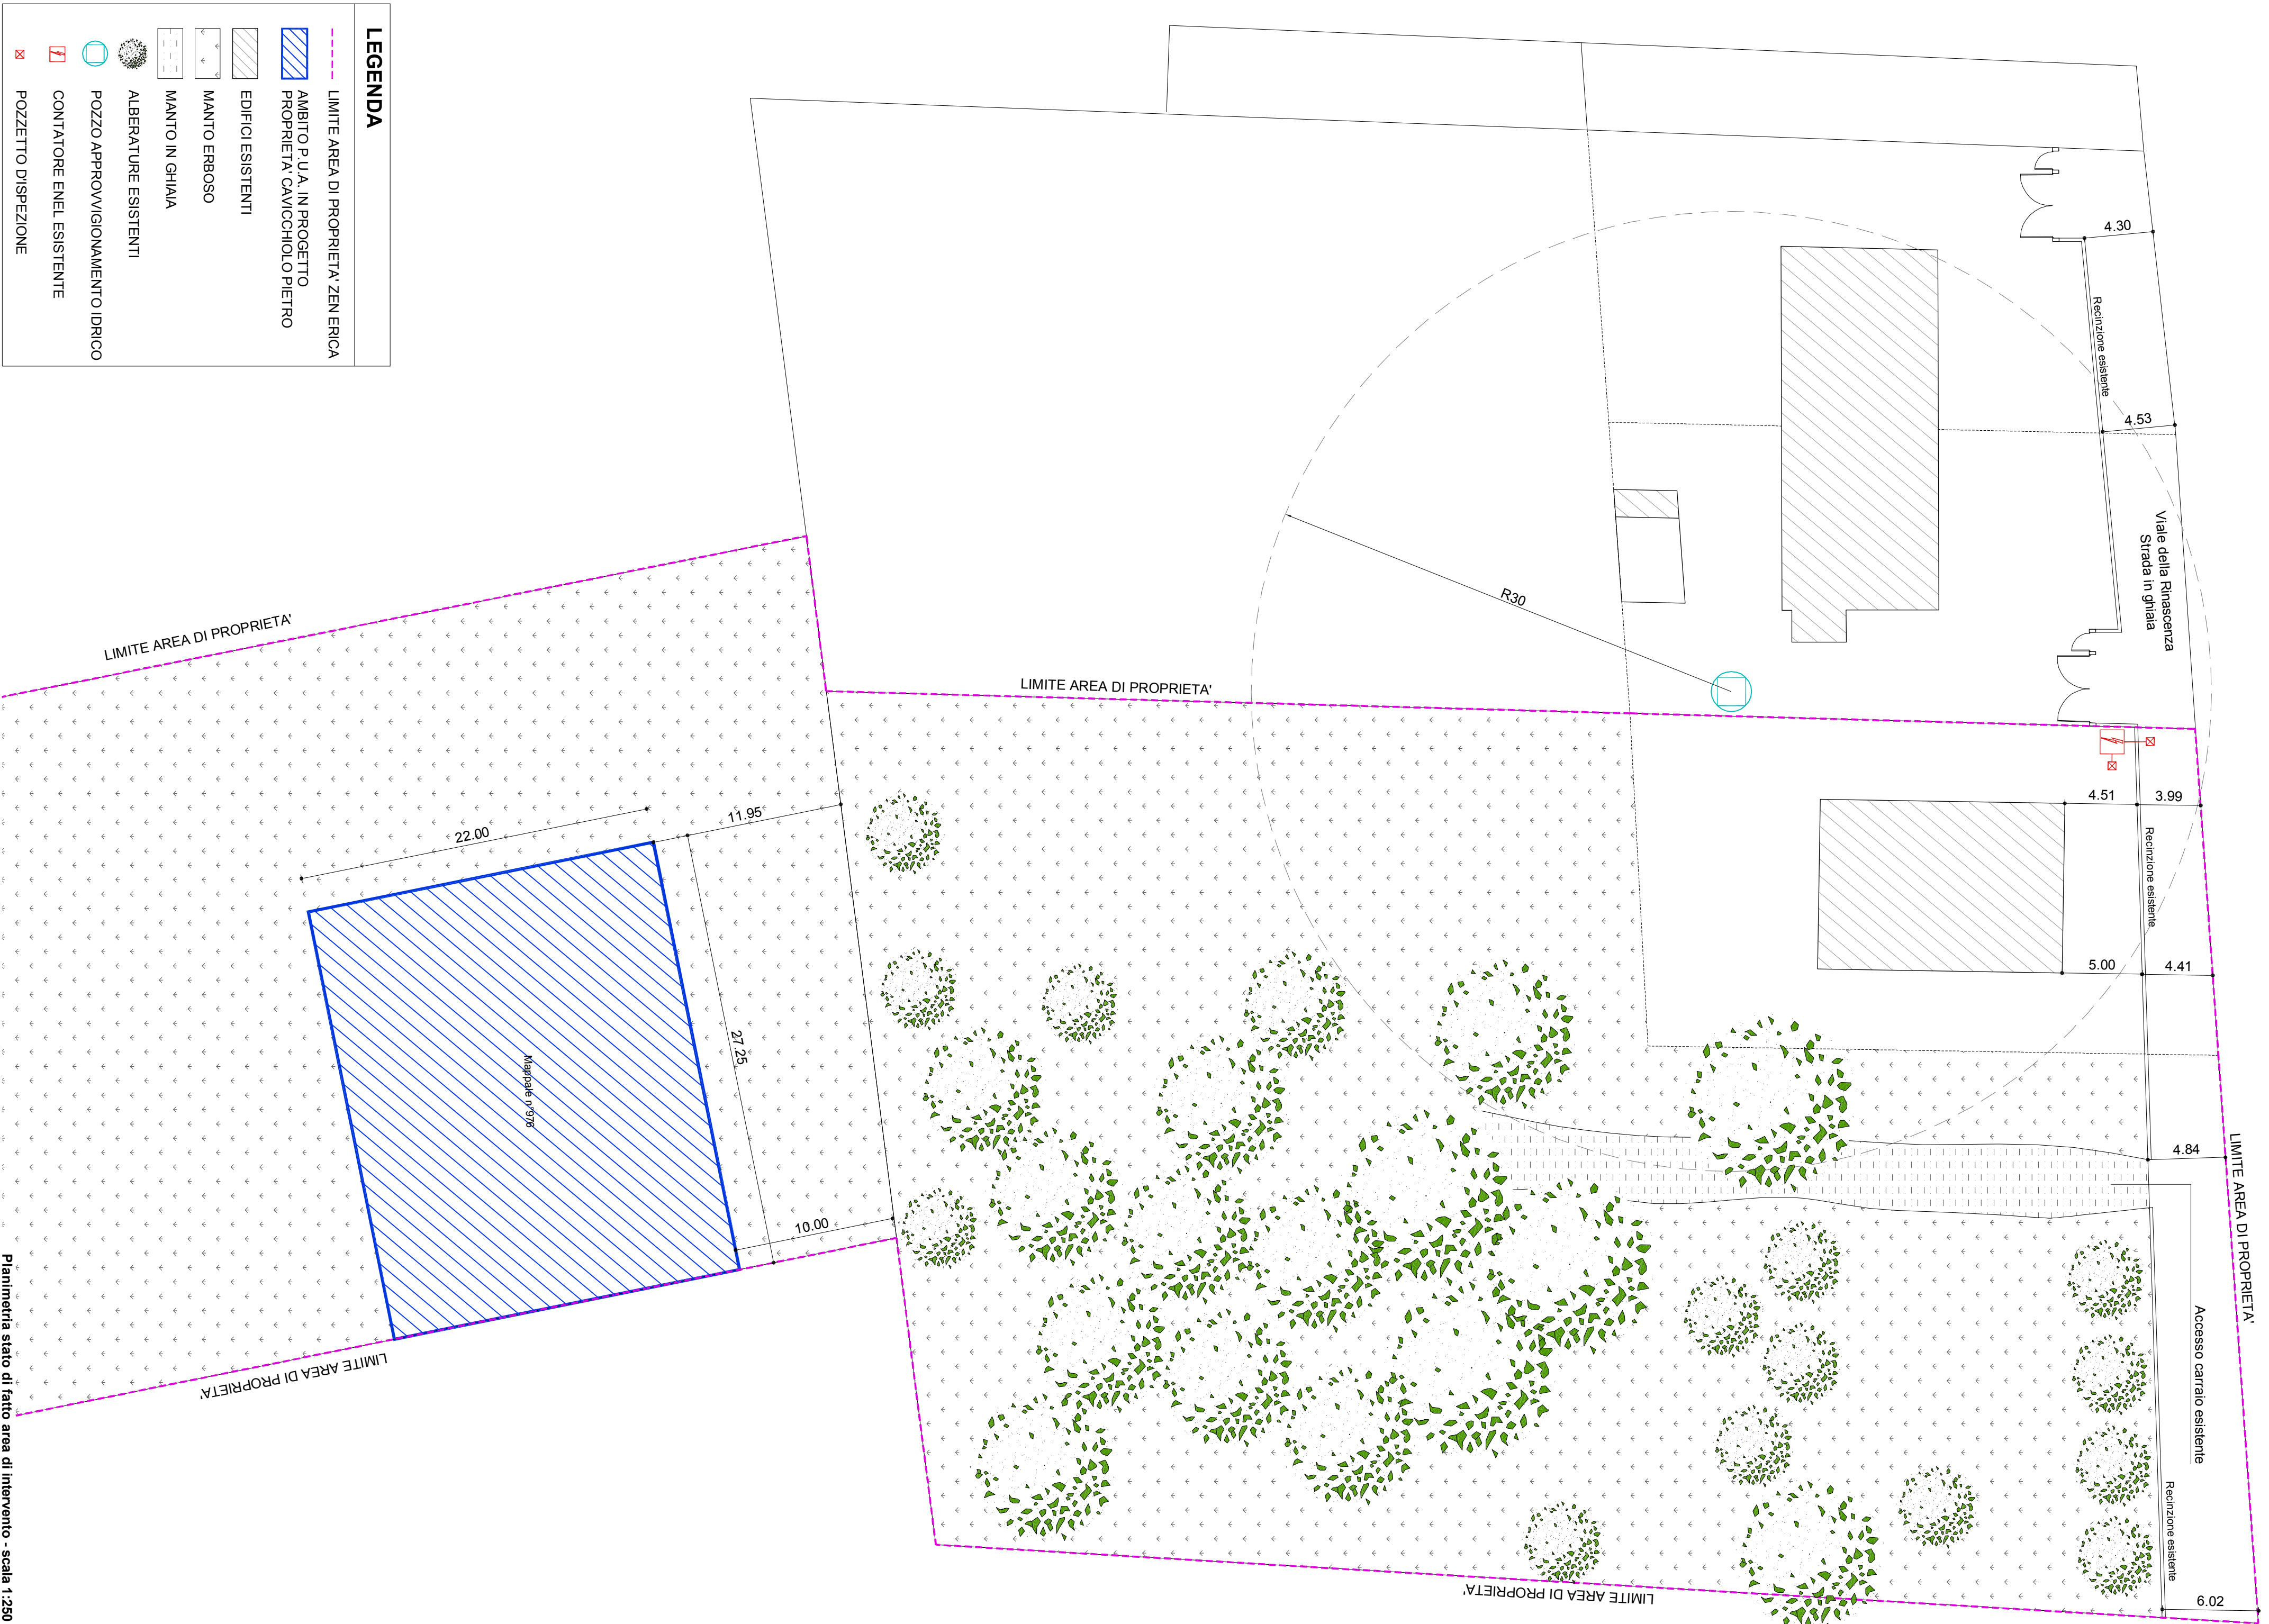 LEGENDA
LIMITE AREA DI PROPRIETA' ZEN ERICA
AMBITO P.U.A. IN PROGETTO
PROPRIETA' CAVICCHIOLO PIETRO
EDIFICI ESISTENTI
MANTO ERBOSO
MANTO IN GHIAIA
ALBERATURE ESISTENTI
POZZO APPROVVIGIONAMENTO IDRICO
CONTATORE ENEL ESISTENTE
POZZETTO D'ISPEZIONE
4.30
Recinzione esistente
4.53
Viale della Rinascenza
Strada in ghiaia
R30
LIMITE AREA DI PROPRIETA'
LIMITE AREA DI PROPRIETA'
4.51
3.99
Recinzione esistente
5.00
4.41
11.95
22.00
27.25
Mappale n°976
10.00
4.84
LIMITE AREA DI PROPRIETA'
Accesso carraio esistente
Recinzione esistente
6.02
LIMITE AREA DI PROPRIETA'
LIMITE AREA DI PROPRIETA'
Planimetria stato di fatto area di intervento - scala 1:250